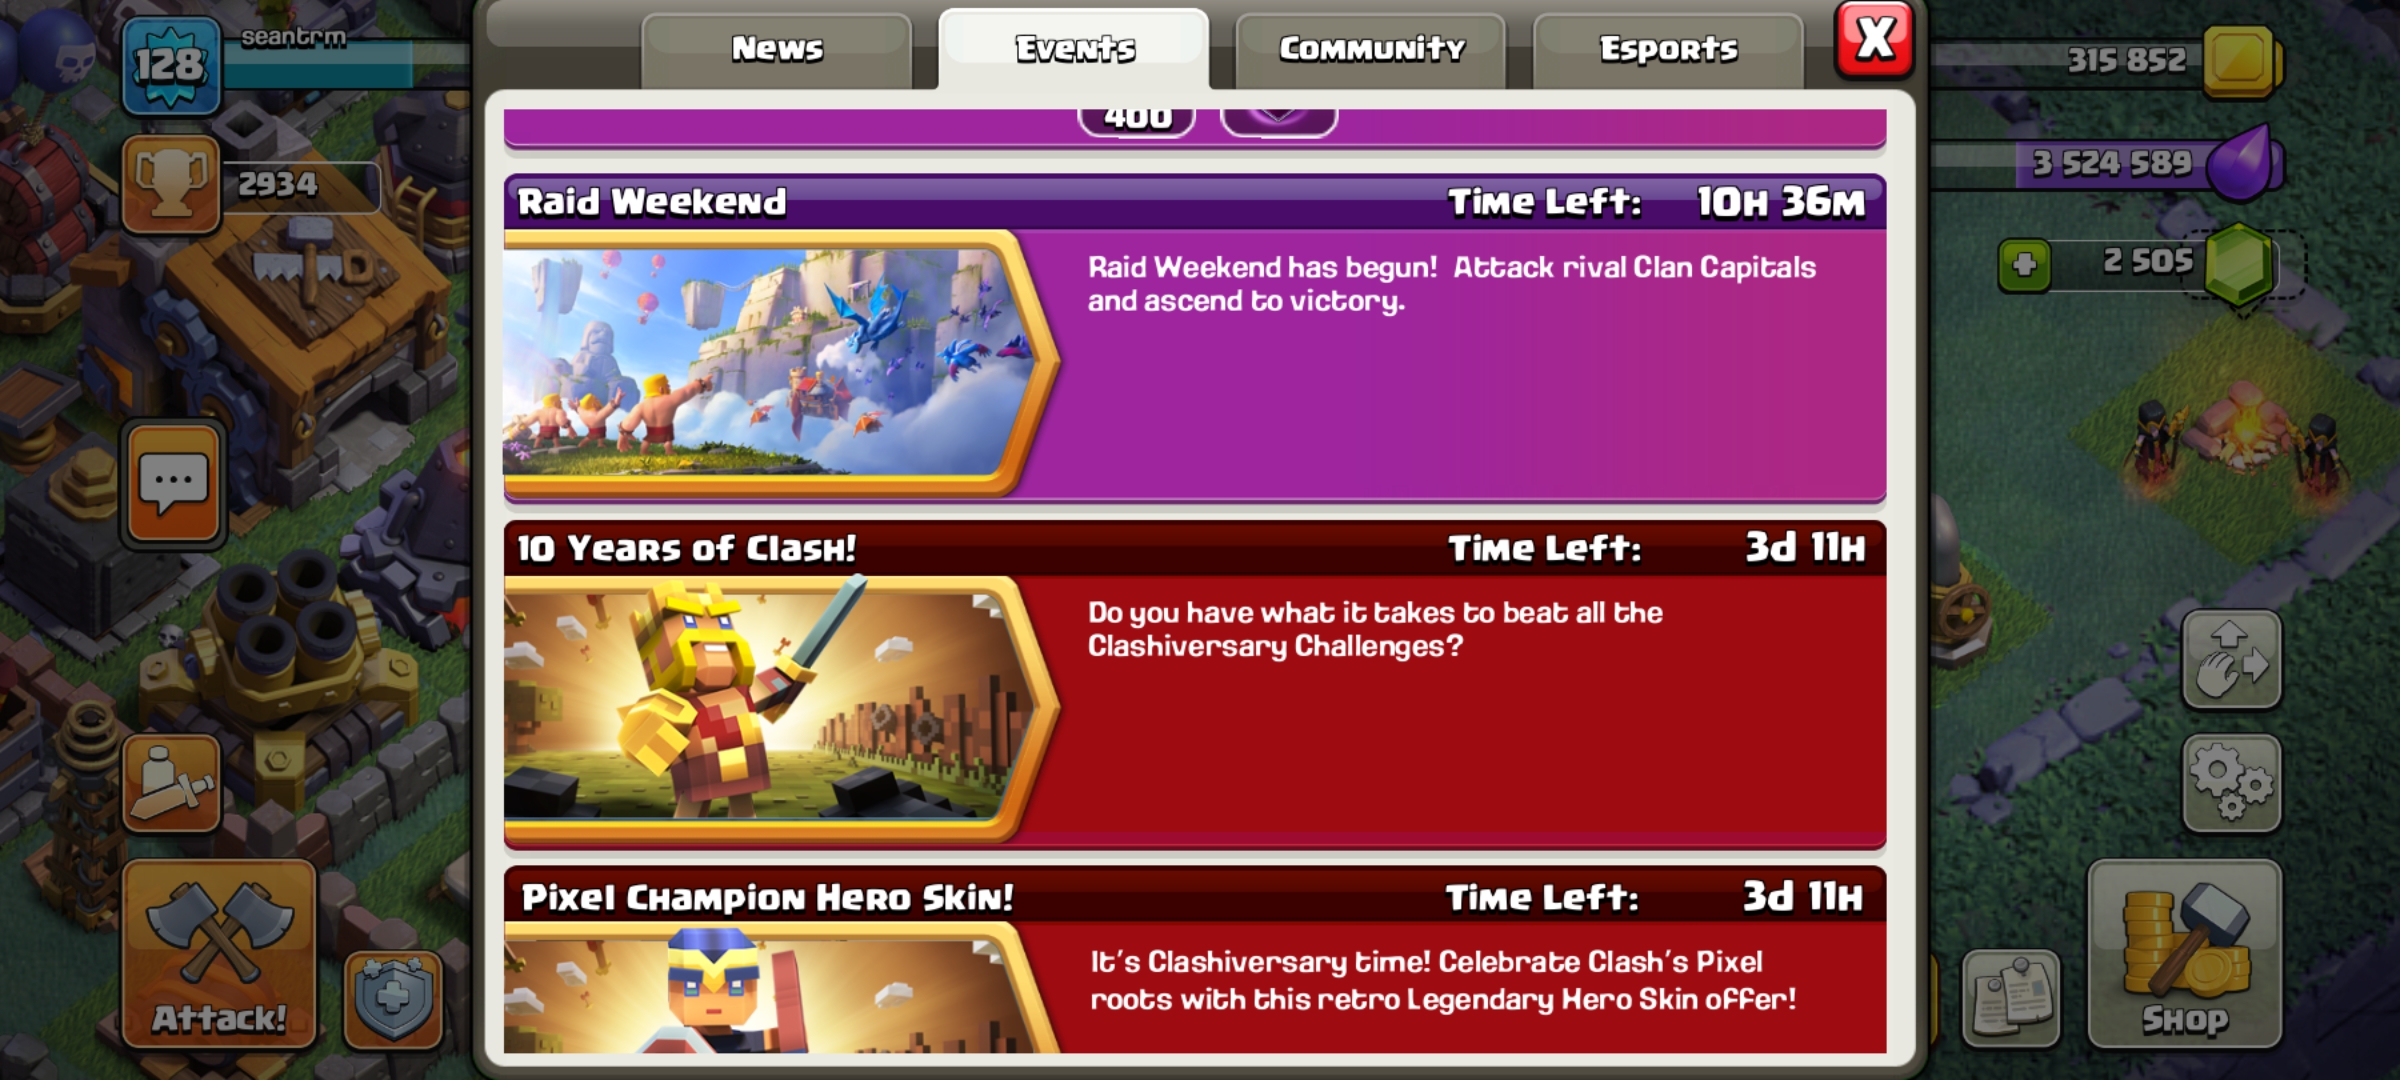 128
seantrm
2934
News
Events
Community
Esports
X
315 852
3 524 589
2 505
400
Raid Weekend
Time Left: 10H 36M
Raid Weekend has begun! Attack rival Clan Capitals
and ascend to victory.
10 Years of Clash!
Time Left: 3d 11H
Do you have what it takes to beat all the
Clashiversary Challenges?
Pixel Champion Hero Skin!
Time Left: 3d 11H
It's Clashiversary time! Celebrate Clash's Pixel
roots with this retro Legendary Hero Skin offer!
Attack!
Shop